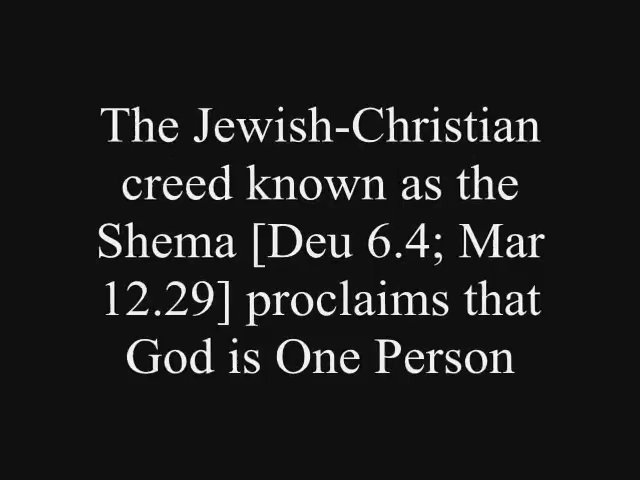 The Jewish-Christian
creed known as the
Shema [Deu 6.4; Mar
12.29] proclaims that
God is One Person